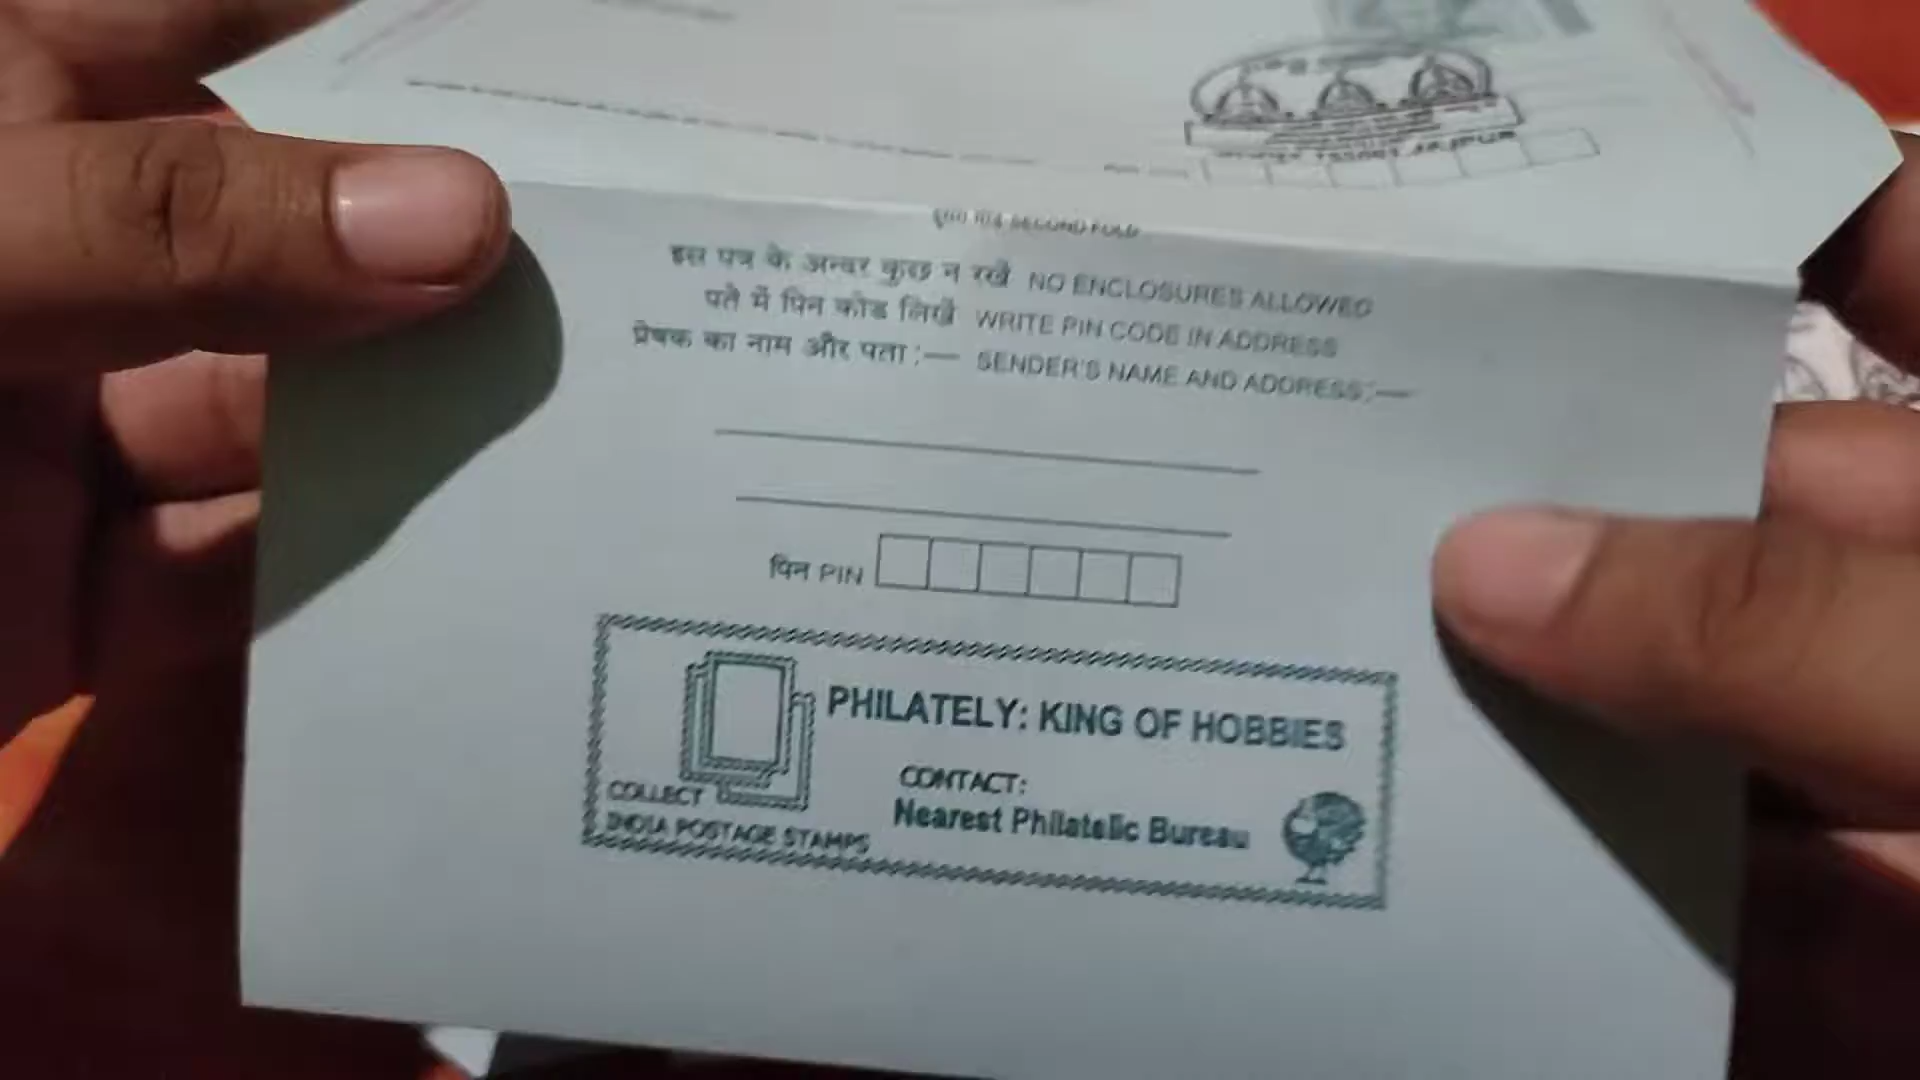 SECOND FOLD
इस पत्र के अन्दर कुछ न रखें NO ENCLOSURES ALLOWED
पते में पिन कोड लिखें WRITE PIN CODE IN ADDRESS
प्रेषक का नाम और पता :— SENDER'S NAME AND ADDRESS :—
पिन PIN
PHILATELY: KING OF HOBBIES
CONTACT:
Nearest Philatelic Bureau
COLLECT
INDIA POSTAGE STAMPS